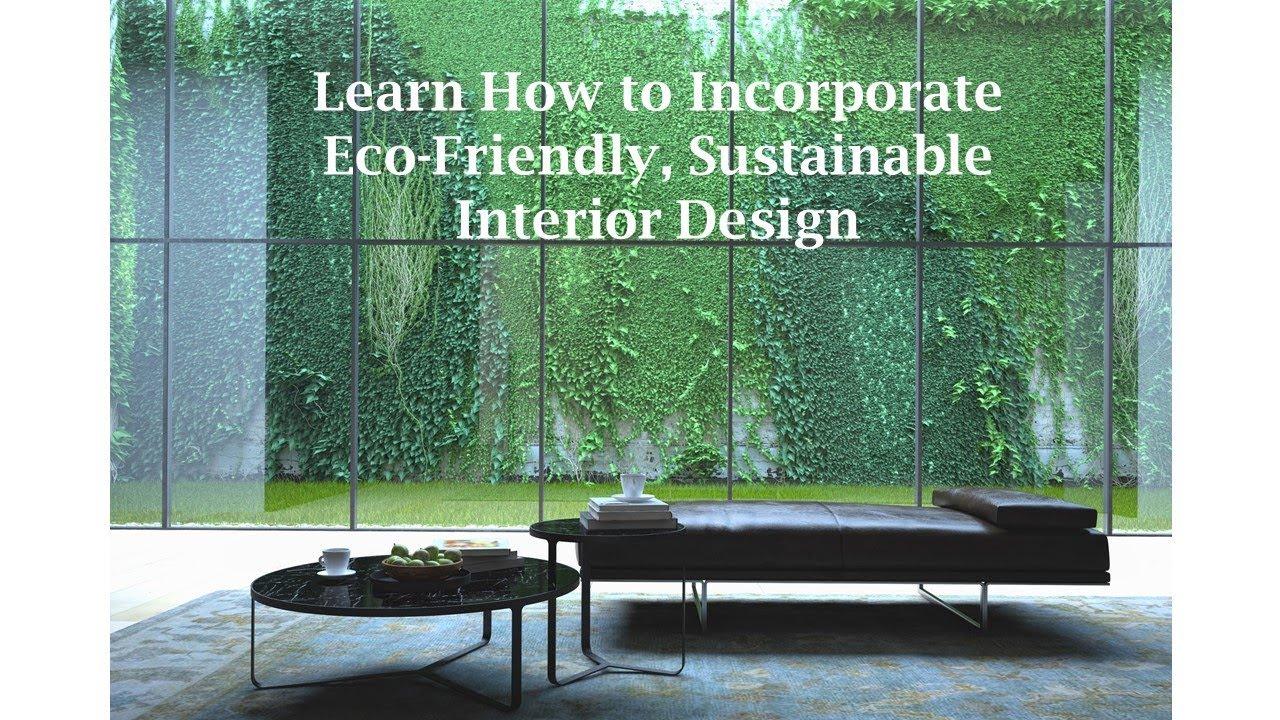 Learn How to Incorporate
Eco-Friendly, Sustainable
Interior Design